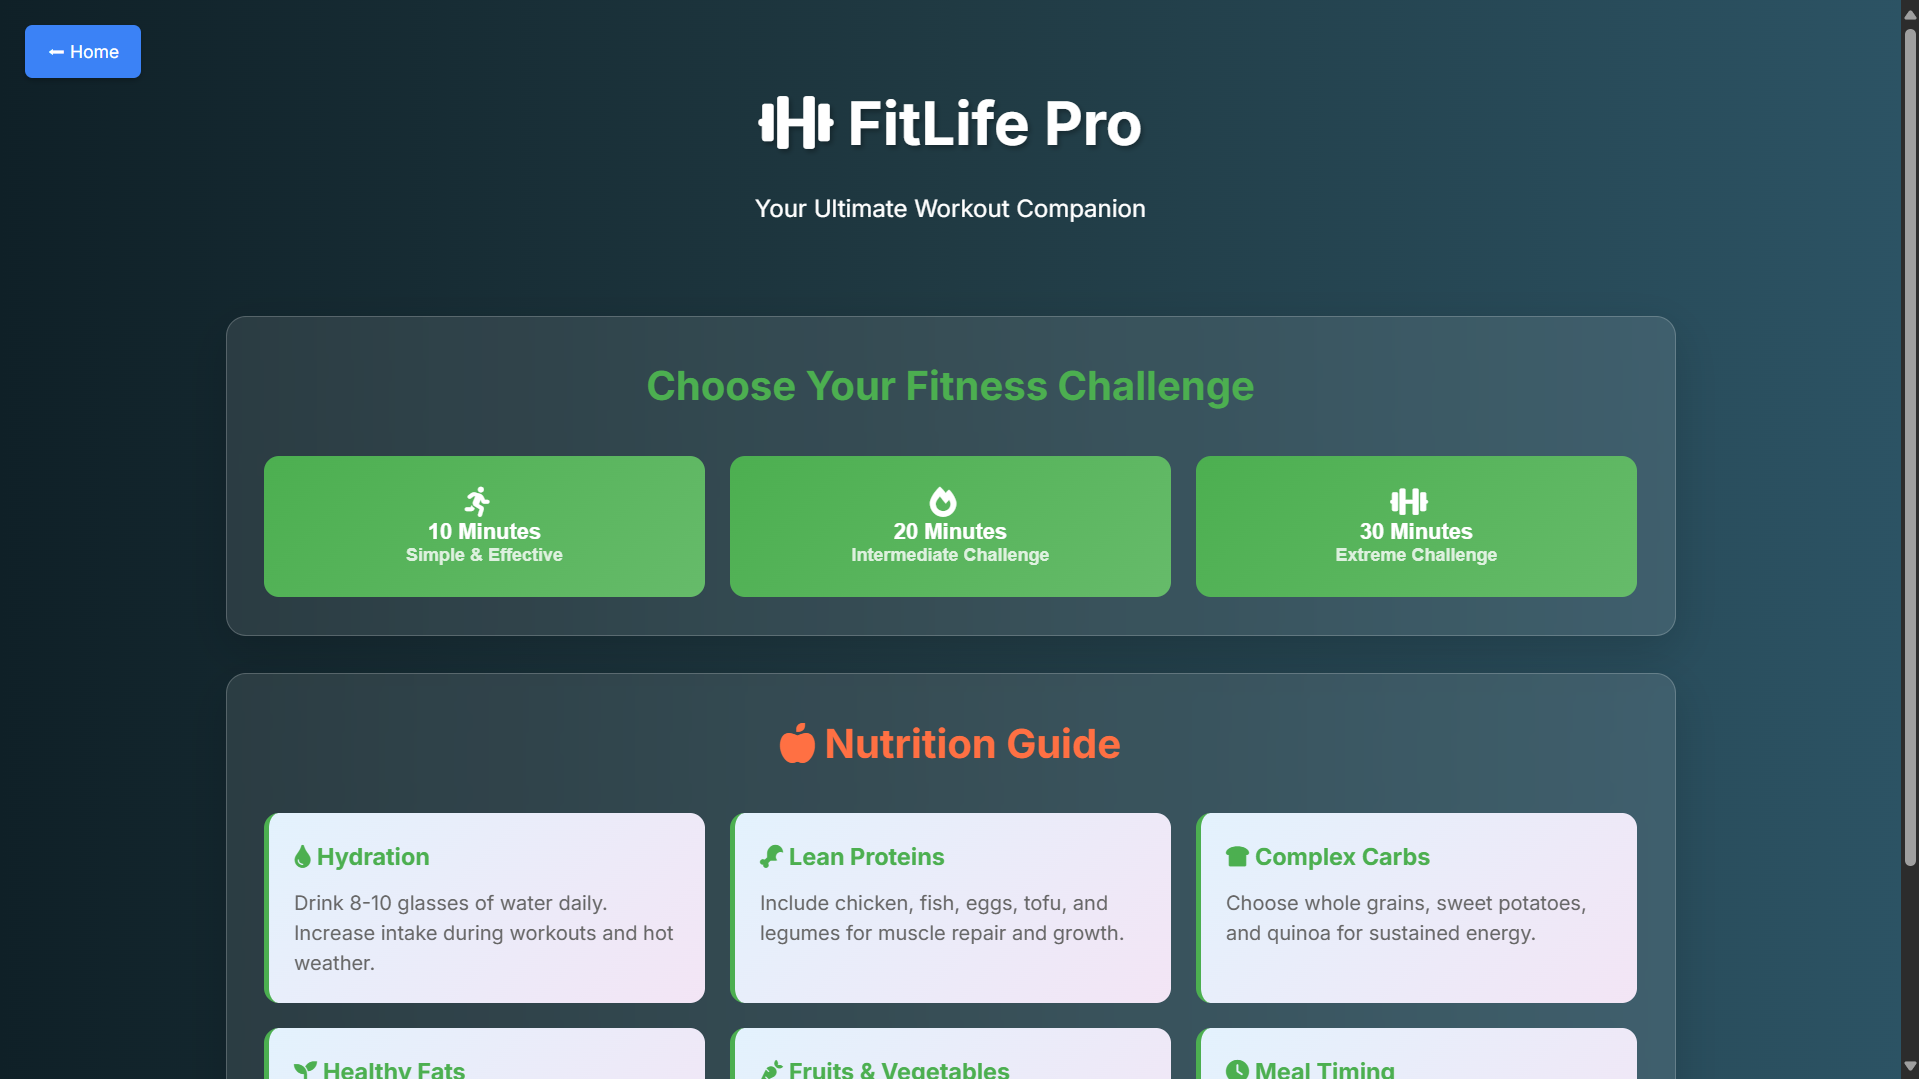 Home
FitLife Pro
Your Ultimate Workout Companion
Choose Your Fitness Challenge
10 Minutes
Simple & Effective
20 Minutes
Intermediate Challenge
30 Minutes
Extreme Challenge
Nutrition Guide
Hydration
Drink 8-10 glasses of water daily.
Increase intake during workouts and hot
weather.
Lean Proteins
Include chicken, fish, eggs, tofu, and
legumes for muscle repair and growth.
Complex Carbs
Choose whole grains, sweet potatoes,
and quinoa for sustained energy.
Healthy Fats
Fruits & Vegetables
Meal Timing